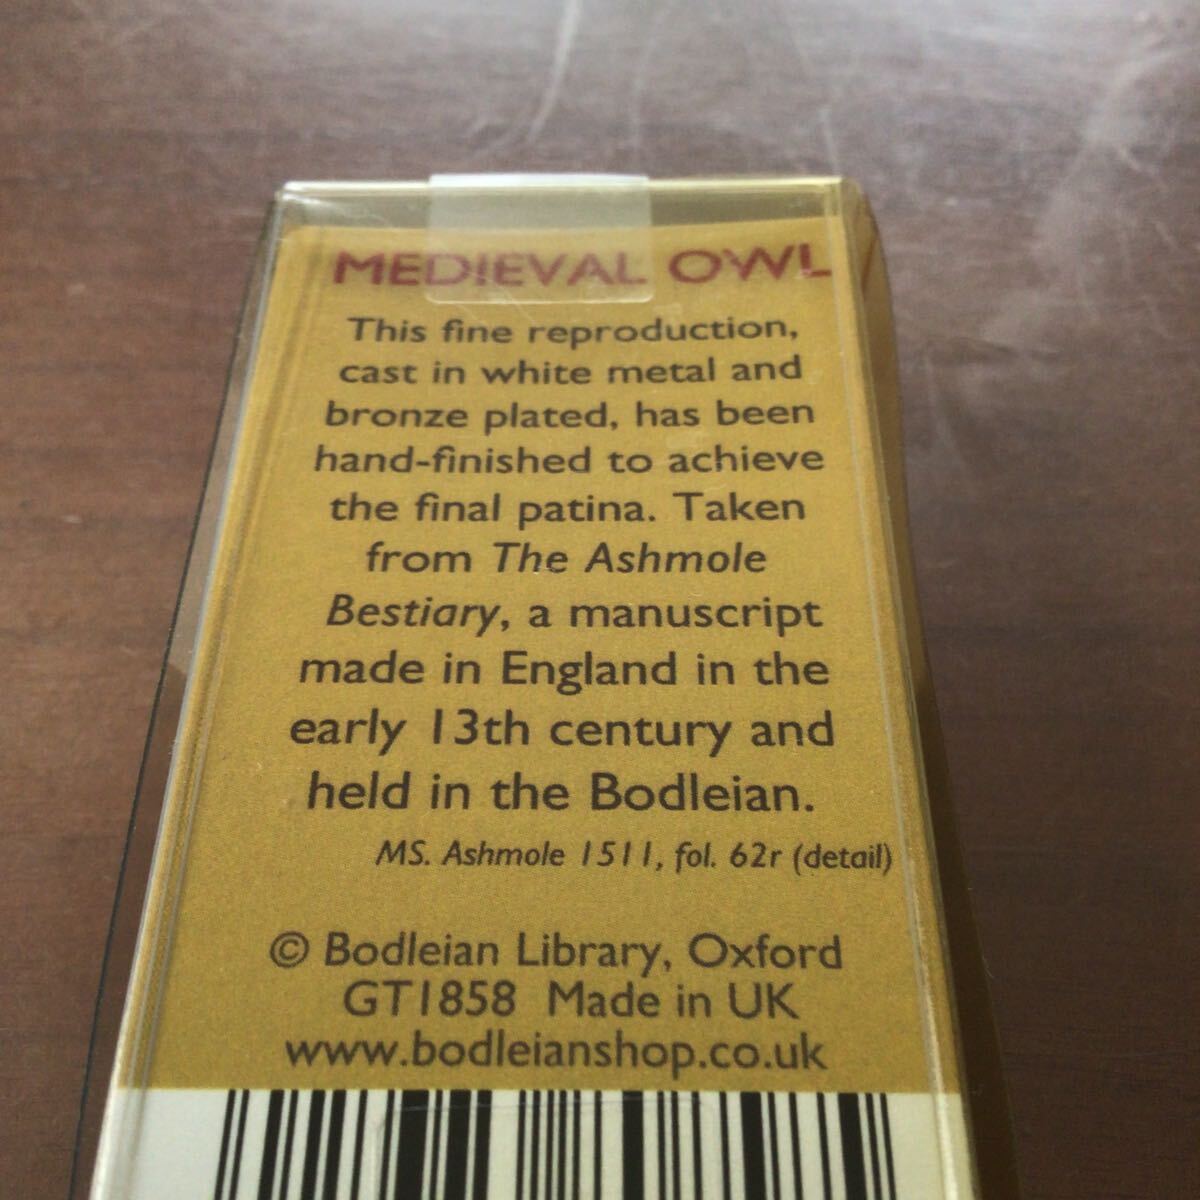 MEDIEVAL OWL
This fine reproduction,
cast in white metal and
bronze plated, has been
hand-finished to achieve
the final patina. Taken
from The Ashmole
Bestiary, a manuscript
made in England in the
early 13th century and
held in the Bodleian.
MS. Ashmole 1511, fol. 62r (detail)
© Bodleian Library, Oxford
GT1858 Made in UK
www.bodleianshop.co.uk